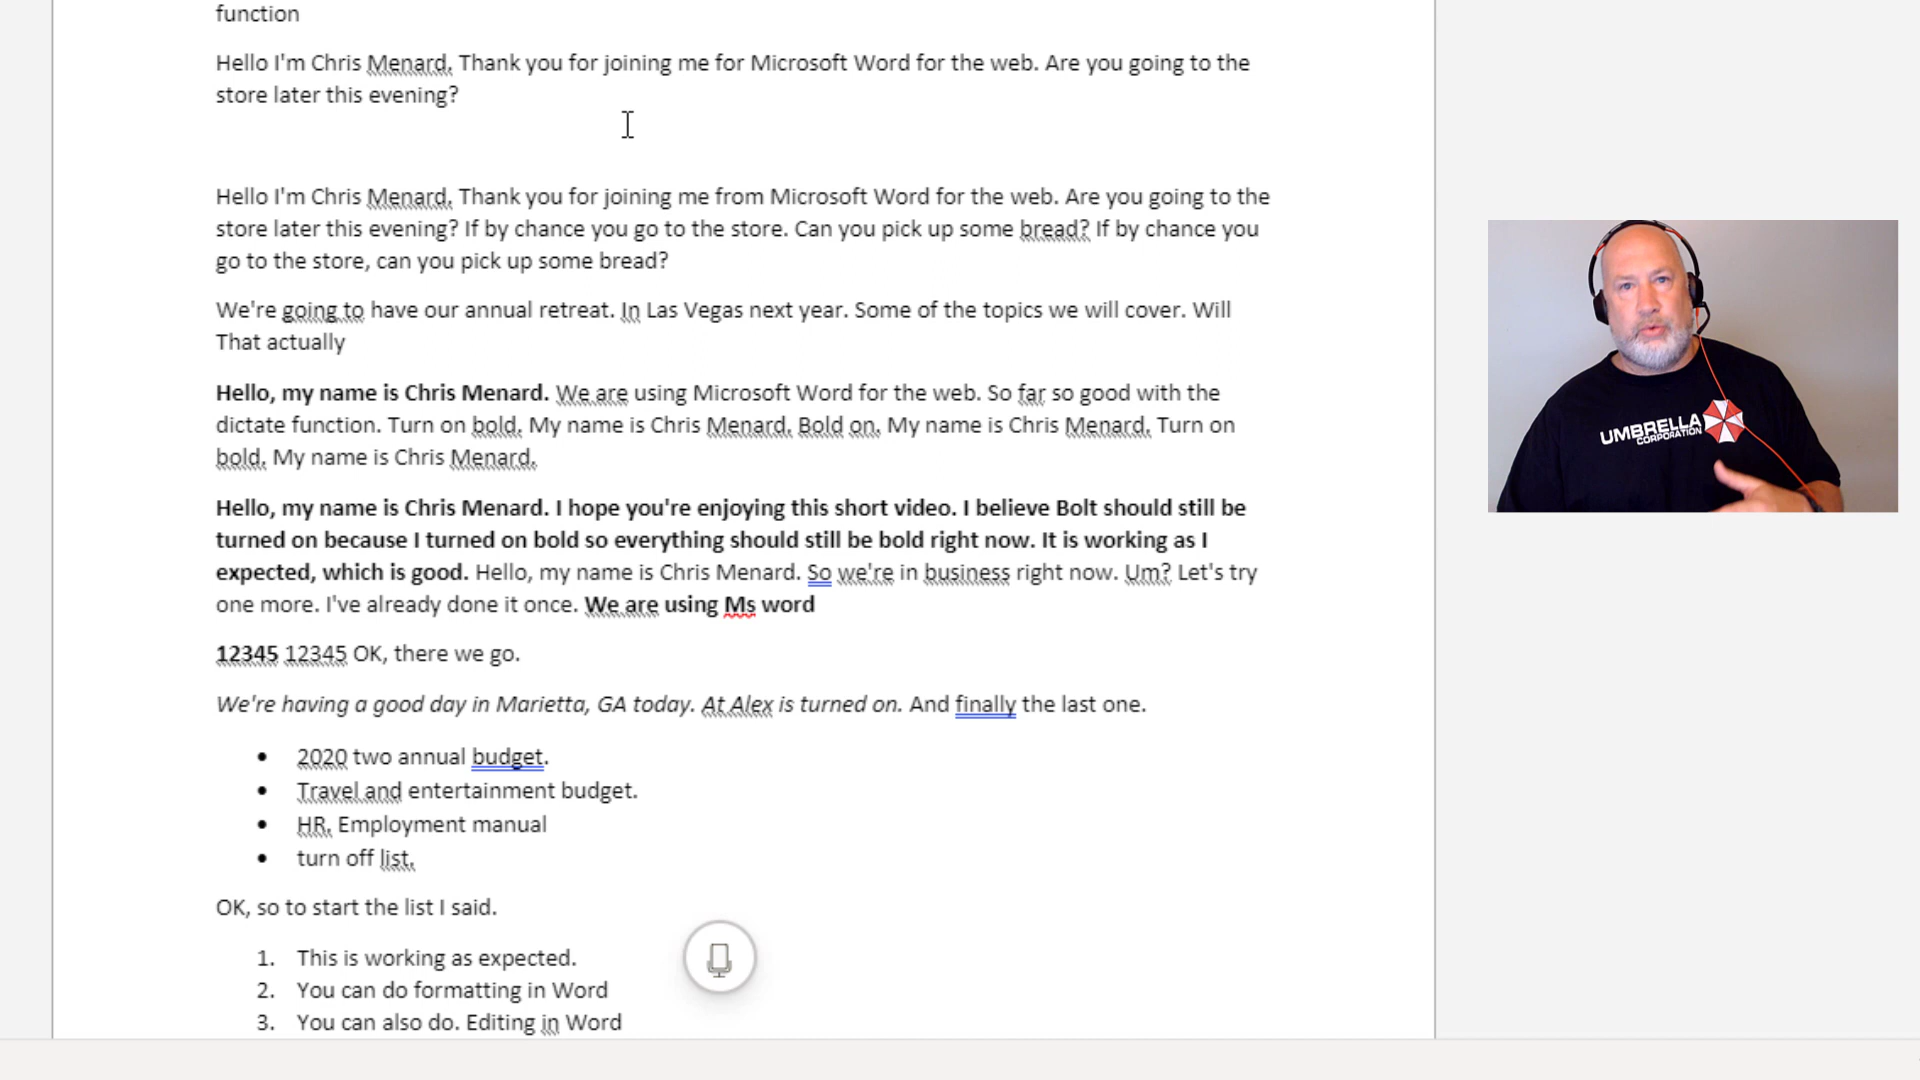 function
Hello I'm Chris Menard. Thank you for joining me for Microsoft Word for the web. Are you going to the
store later this evening?
Hello I'm Chris Menard. Thank you for joining me from Microsoft Word for the web. Are you going to the
store later this evening? If by chance you go to the store. Can you pick up some bread? If by chance you
go to the store, can you pick up some bread?
We're going to have our annual retreat. In Las Vegas next year. Some of the topics we will cover. Will
That actually
Hello, my name is Chris Menard. We are using Microsoft Word for the web. So far so good with the
dictate function. Turn on bold. My name is Chris Menard. Bold on. My name is Chris Menard. Turn on
bold. My name is Chris Menard.
Hello, my name is Chris Menard. I hope you're enjoying this short video. I believe Bolt should still be
turned on because I turned on bold so everything should still be bold right now. It is working as I
expected, which is good. Hello, my name is Chris Menard. So we're in business right now. Um? Let's try
one more. I've already done it once. We are using Ms word
12345 12345 OK, there we go.
We're having a good day in Marietta, GA today. At Alex is turned on. And finally the last one.
• 2020 two annual budget.
• Travel and entertainment budget.
• HR. Employment manual
• turn off list.
OK, so to start the list I said.
1. This is working as expected.
2. You can do formatting in Word
3. You can also do. Editing in Word
UMBRELLA
CORPORATION